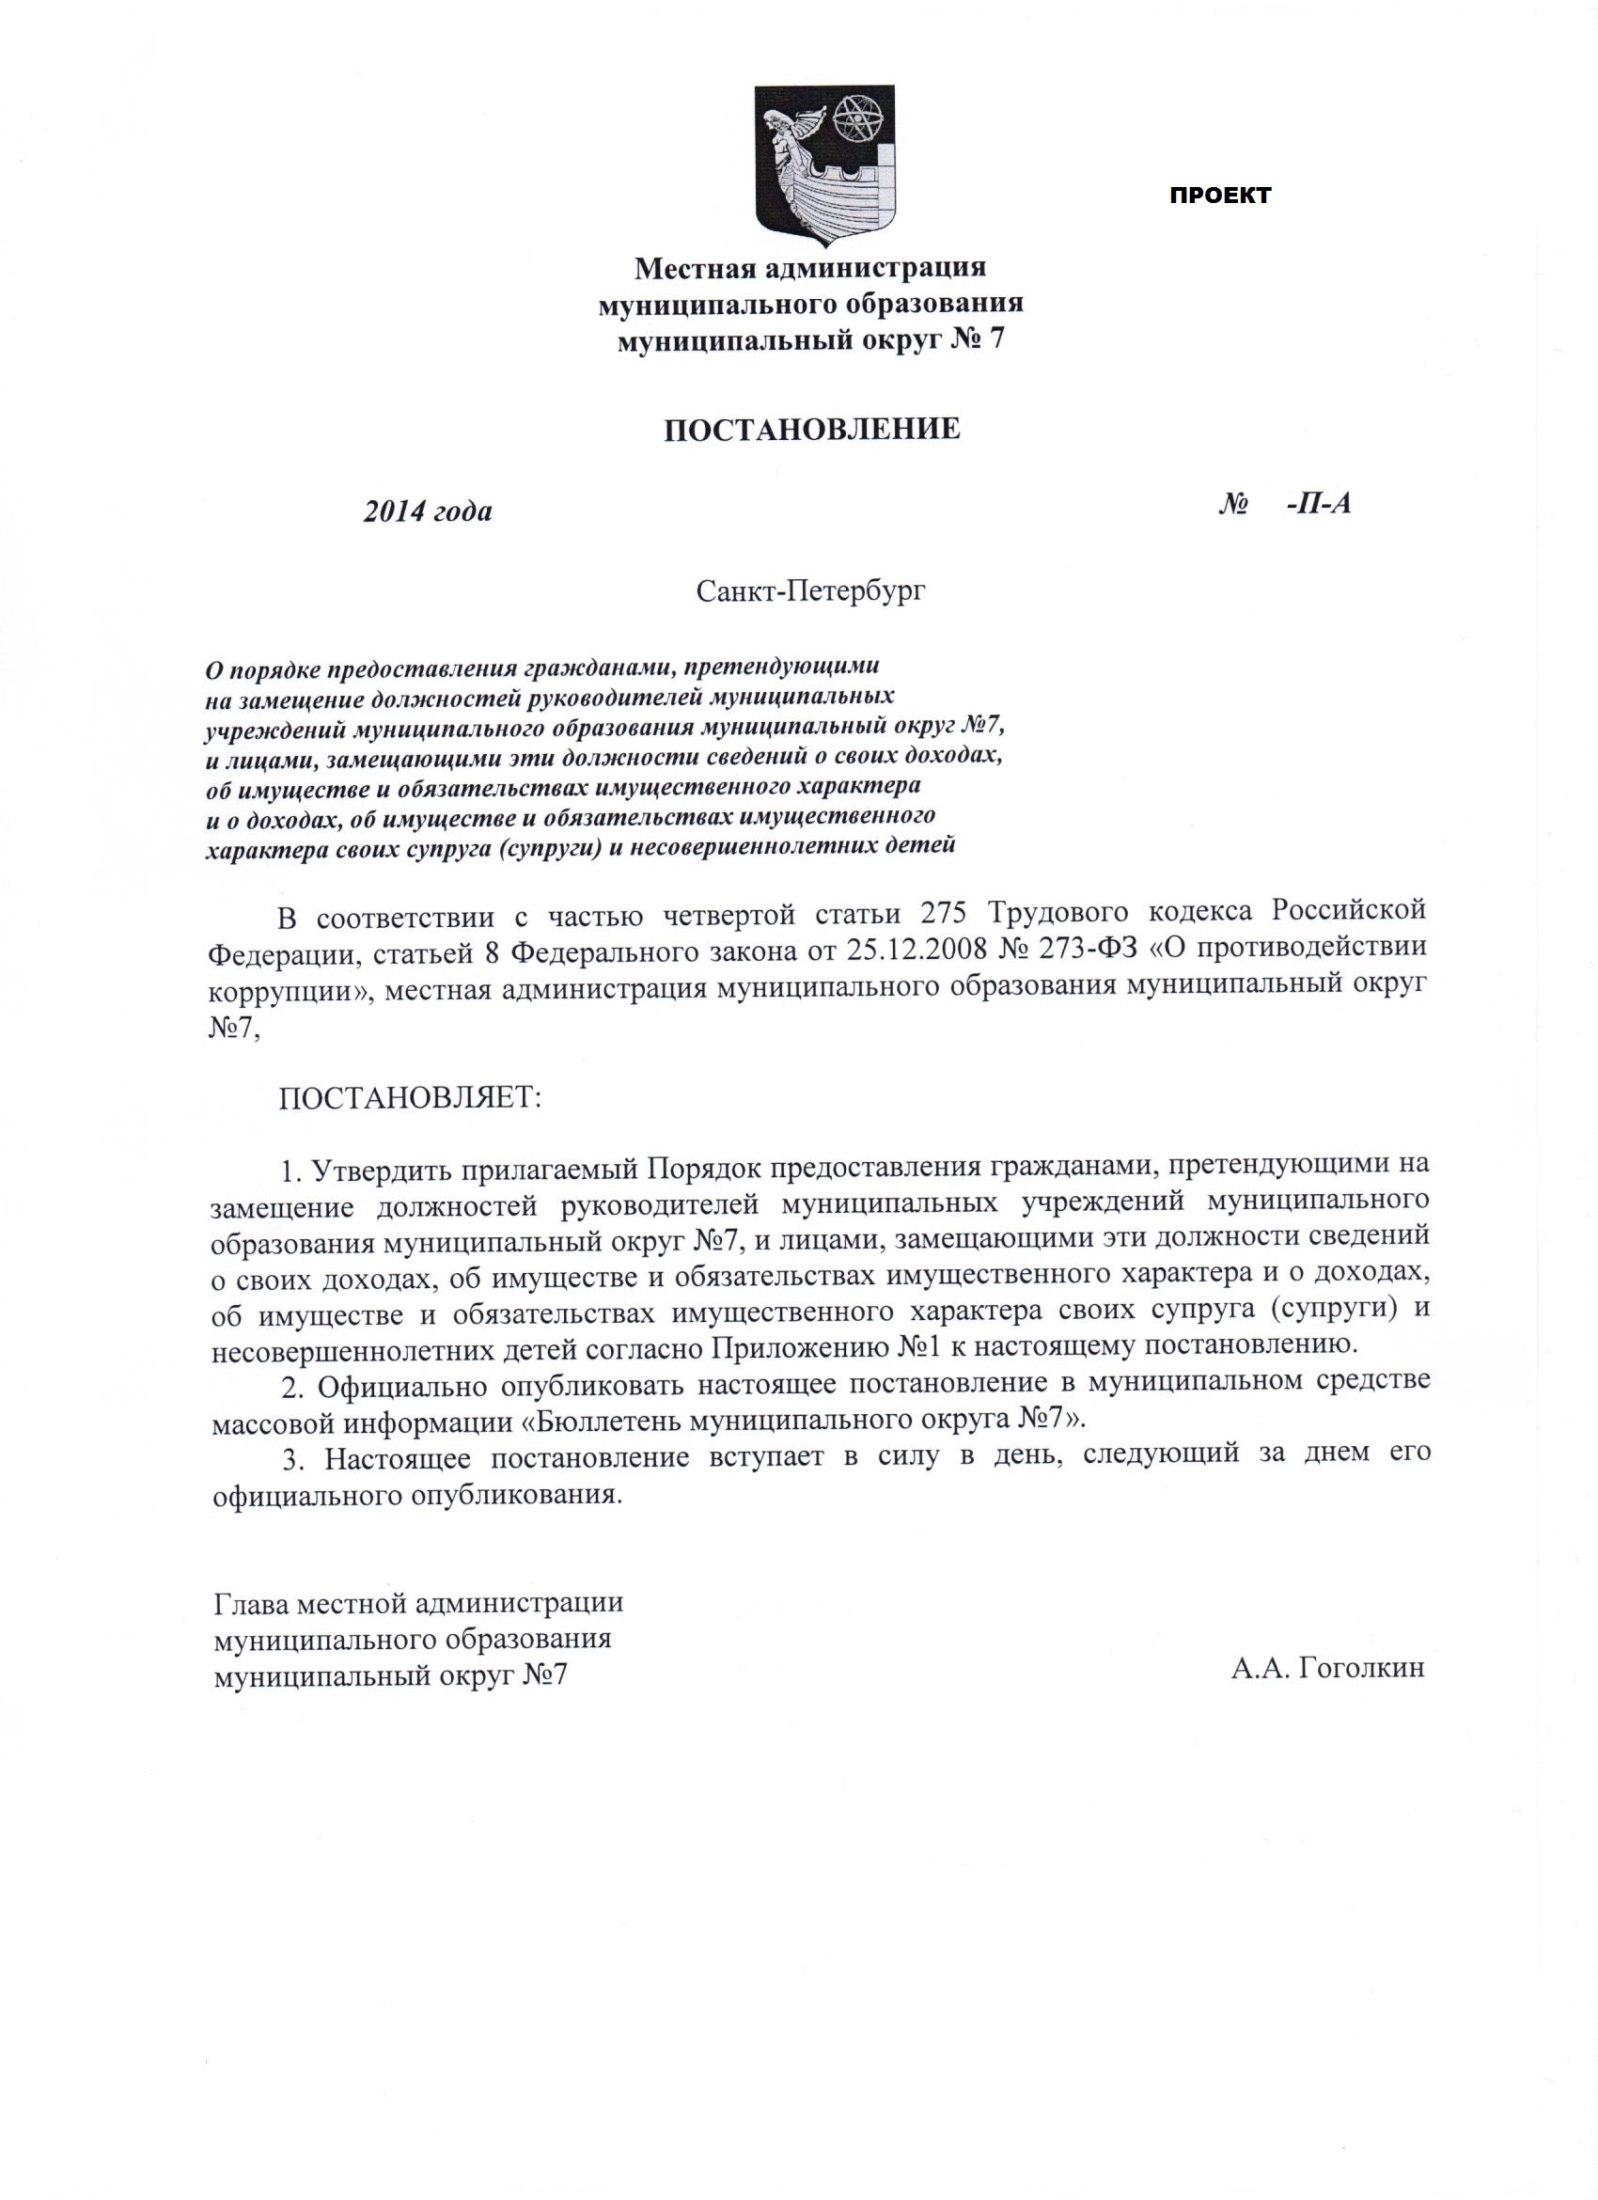 ПРОЕКТ
Местная администрация
муниципального образования
муниципальный округ № 7
ПОСТАНОВЛЕНИЕ
2014 года № -П-А
Санкт-Петербург
О порядке предоставления гражданами, претендующими
на замещение должностей руководителей муниципальных
учреждений муниципального образования муниципальный округ №7,
и лицами, замещающими эти должности сведений о своих доходах,
об имуществе и обязательствах имущественного характера
и о доходах, об имуществе и обязательствах имущественного
характера своих супруга (супруги) и несовершеннолетних детей
В соответствии с частью четвертой статьи 275 Трудового кодекса Российской
Федерации, статьей 8 Федерального закона от 25.12.2008 № 273-ФЗ «О противодействии
коррупции», местная администрация муниципального образования муниципальный округ
№7,
ПОСТАНОВЛЯЕТ:
1. Утвердить прилагаемый Порядок предоставления гражданами, претендующими на
замещение должностей руководителей муниципальных учреждений муниципального
образования муниципальный округ №7, и лицами, замещающими эти должности сведений
о своих доходах, об имуществе и обязательствах имущественного характера и о доходах,
об имуществе и обязательствах имущественного характера своих супруга (супруги) и
несовершеннолетних детей согласно Приложению №1 к настоящему постановлению.
2. Официально опубликовать настоящее постановление в муниципальном средстве
массовой информации «Бюллетень муниципального округа №7».
3. Настоящее постановление вступает в силу в день, следующий за днем его
официального опубликования.
Глава местной администрации
муниципального образования
муниципальный округ №7 А.А. Гоголкин